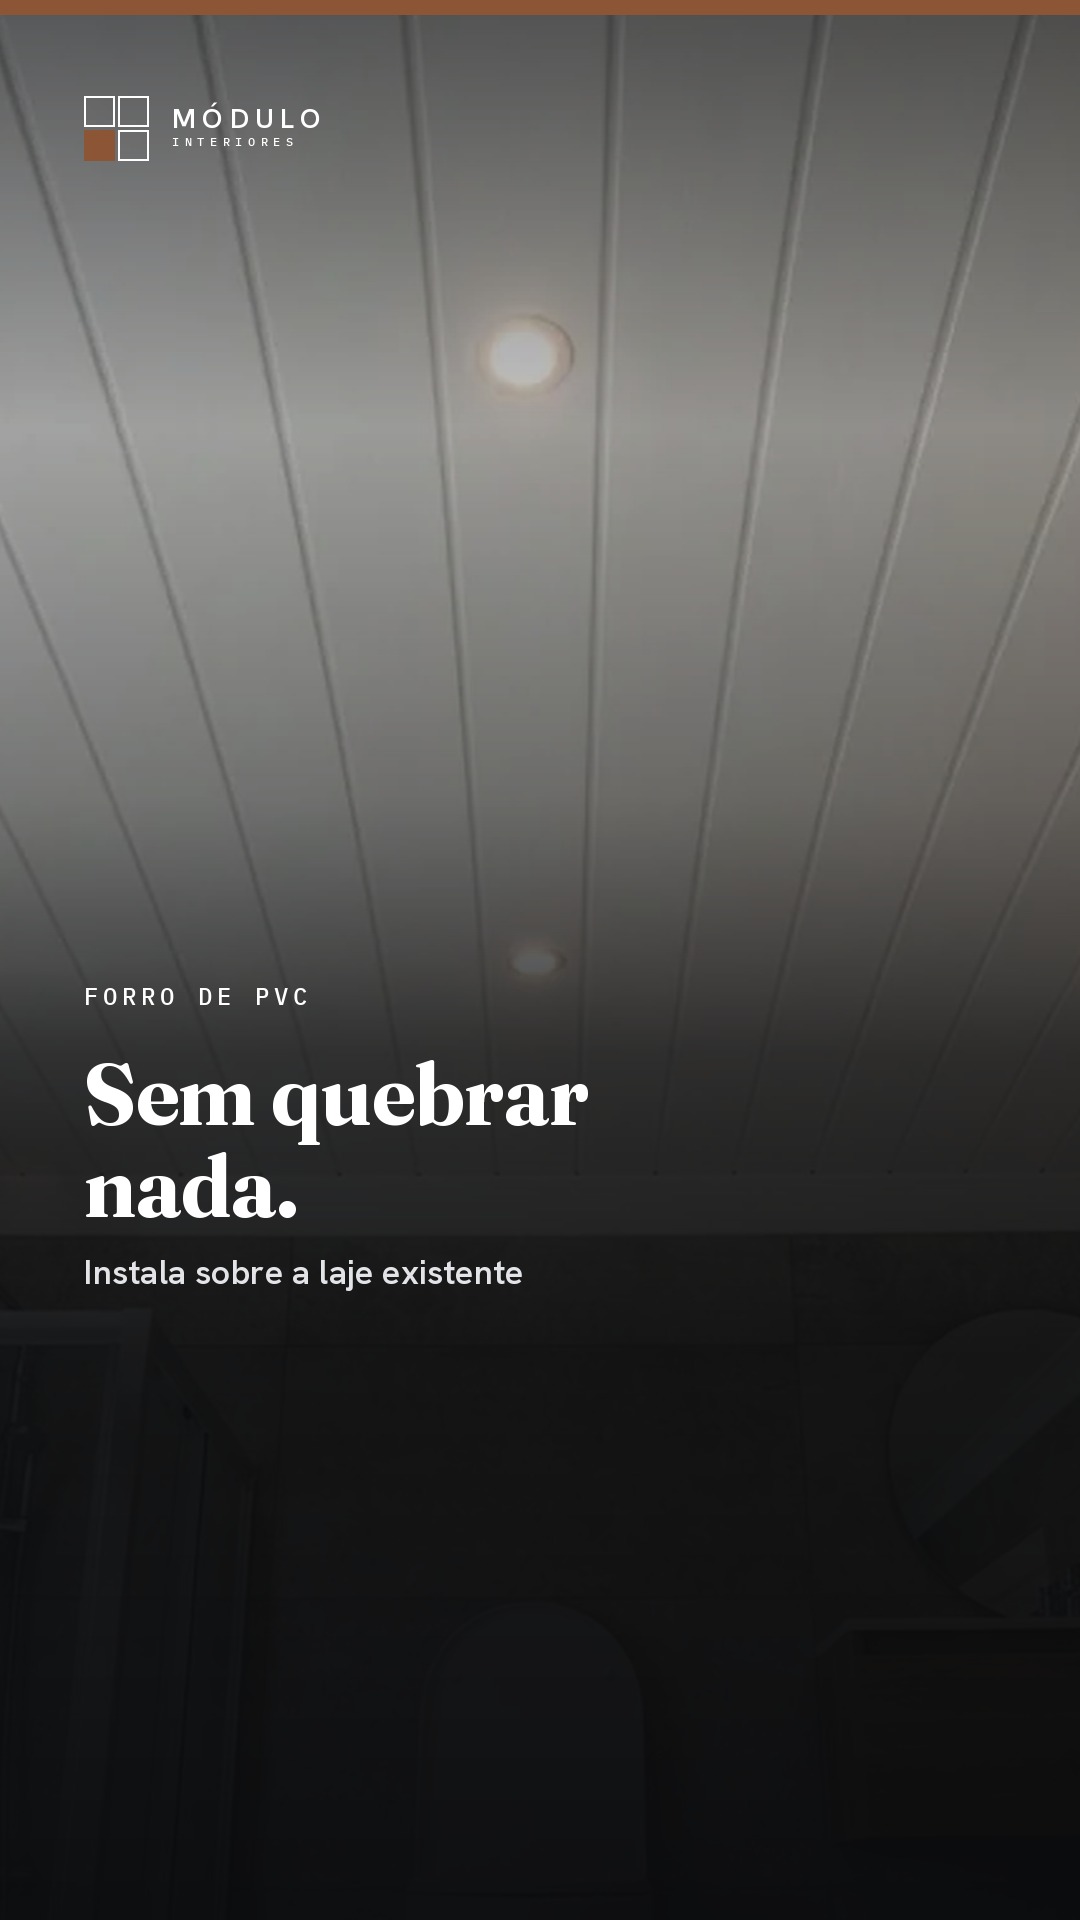 MÓDULO
INTERIORES
FORRO DE PVC
Sem quebrar
nada.
Instala sobre a laje existente